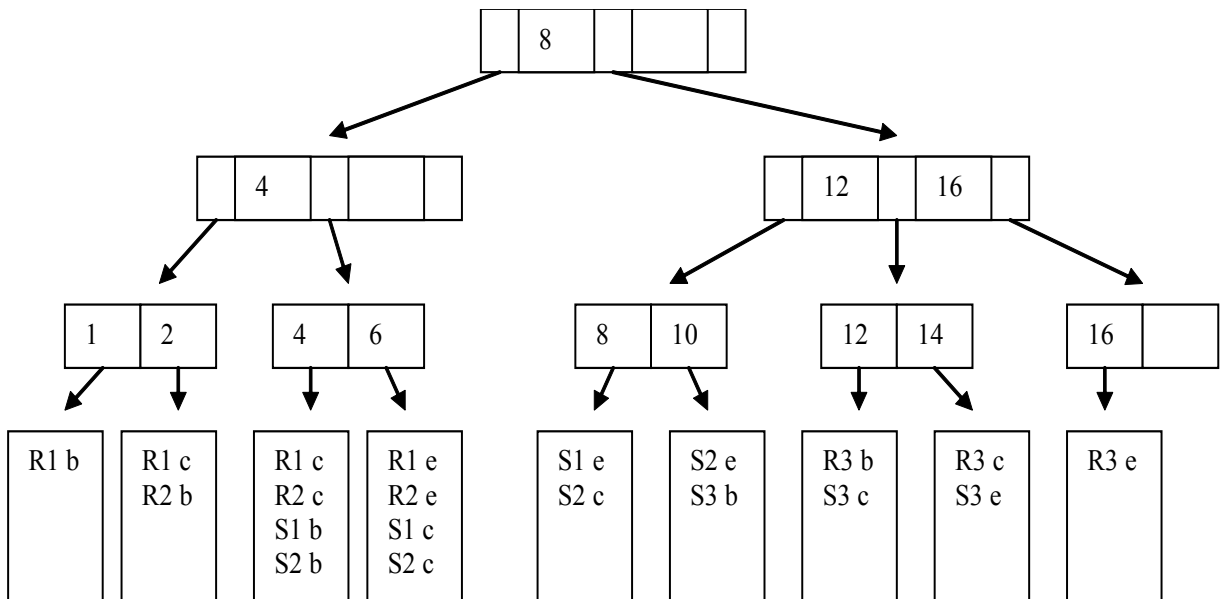 8
4
12 16
1 2
4 6
8 10
12 14
16
R1 b
R1 c
R2 b
R1 c
R2 c
S1 b
S2 b
R1 e
R2 e
S1 c
S2 c
S1 e
S2 c
S2 e
S3 b
R3 b
S3 c
R3 c
S3 e
R3 e